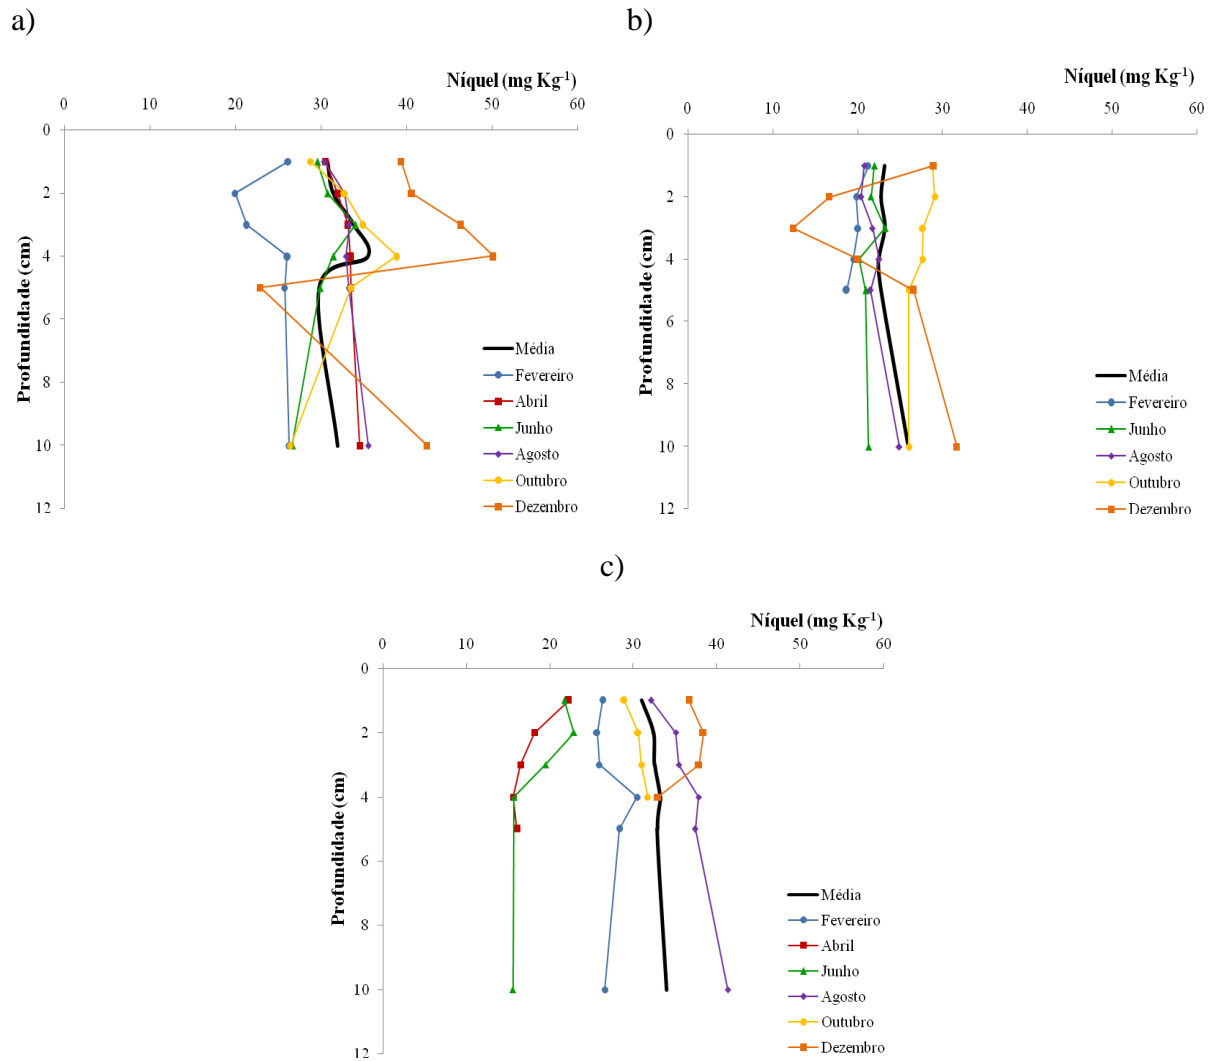 a)
Níquel (mg Kg⁻¹)
0 10 20 30 40 50 60
0
2
4
6
8
10
12
Profundidade (cm)
Média
Fevereiro
Abril
Junho
Agosto
Outubro
Dezembro
b)
Níquel (mg Kg⁻¹)
0 10 20 30 40 50 60
0
2
4
6
8
10
12
Profundidade (cm)
Média
Fevereiro
Junho
Agosto
Outubro
Dezembro
c)
Níquel (mg Kg⁻¹)
0 10 20 30 40 50 60
0
2
4
6
8
10
12
Profundidade (cm)
Média
Fevereiro
Abril
Junho
Agosto
Outubro
Dezembro